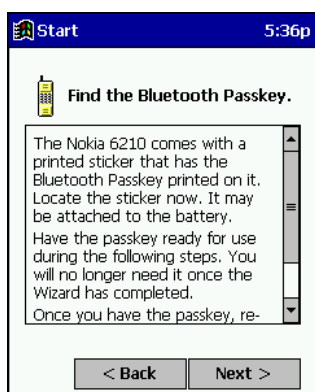 Start 5:36p
Find the Bluetooth Passkey.
The Nokia 6210 comes with a
printed sticker that has the
Bluetooth Passkey printed on it.
Locate the sticker now. It may
be attached to the battery.
Have the passkey ready for use
during the following steps. You
will no longer need it once the
Wizard has completed.
Once you have the passkey, re-
< Back Next >